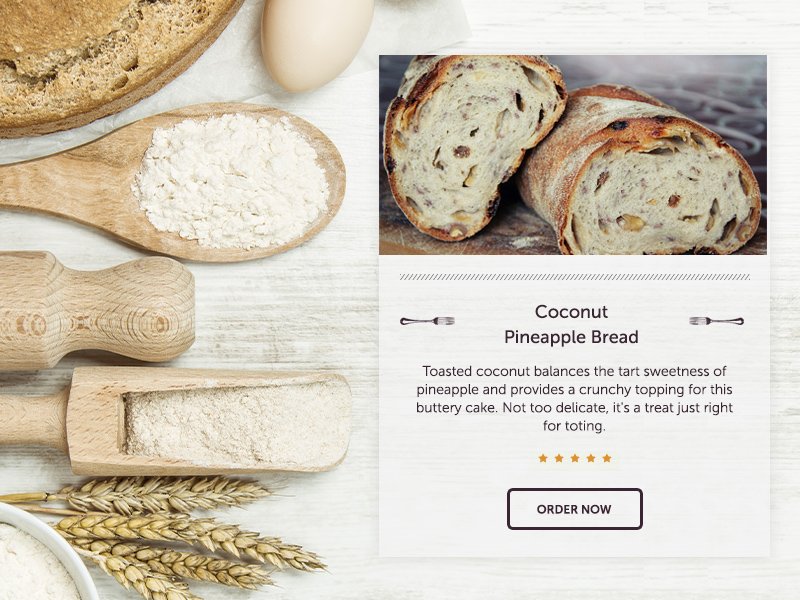 Coconut
Pineapple Bread
Toasted coconut balances the tart sweetness of
pineapple and provides a crunchy topping for this
buttery cake. Not too delicate, it's a treat just right
for toting.
ORDER NOW